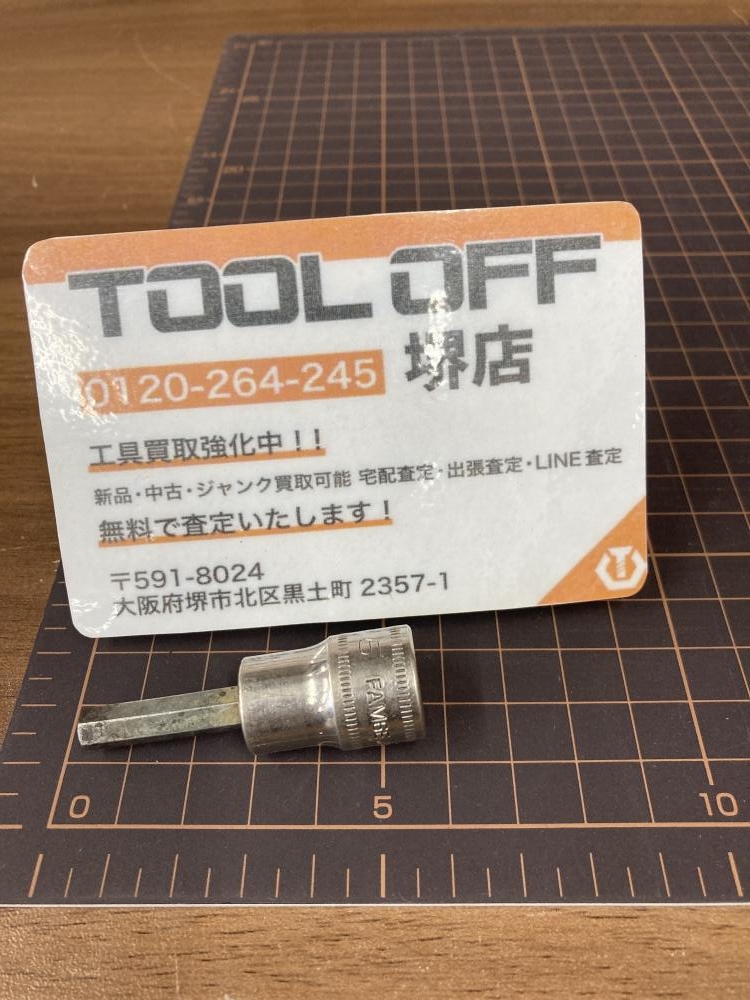 TOOL OFF
0120-264-245 堺店
工具買取強化中！！
新品・中古・ジャンク買取可能 宅配査定・出張査定・LINE査定
無料で査定いたします！
〒591-8024
大阪府堺市北区黒土町 2357-1
5
0 5 10